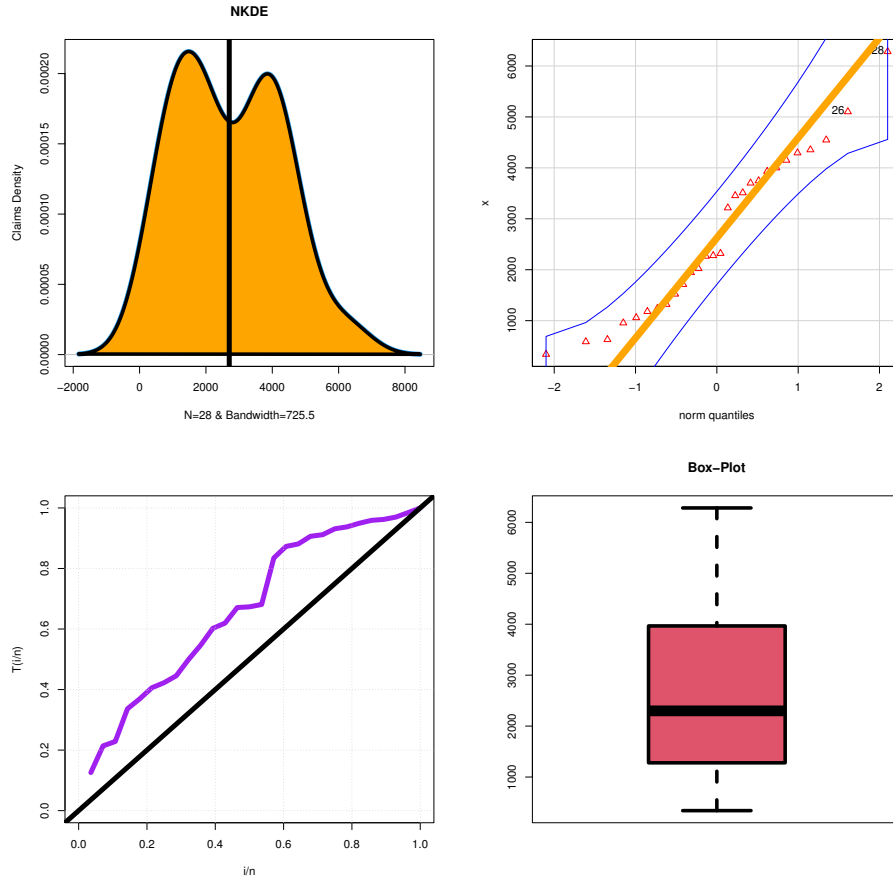 NKDE
Claims Density
0.00000
0.00005
0.00010
0.00015
0.00020
−2000 0 2000 4000 6000 8000
N=28 & Bandwidth=725.5
x
1000
2000
3000
4000
5000
6000
28
26
−2 −1 0 1 2
norm quantiles
T(i/n)
0.0
0.2
0.4
0.6
0.8
1.0
0.0 0.2 0.4 0.6 0.8 1.0
i/n
Box−Plot
1000
2000
3000
4000
5000
6000